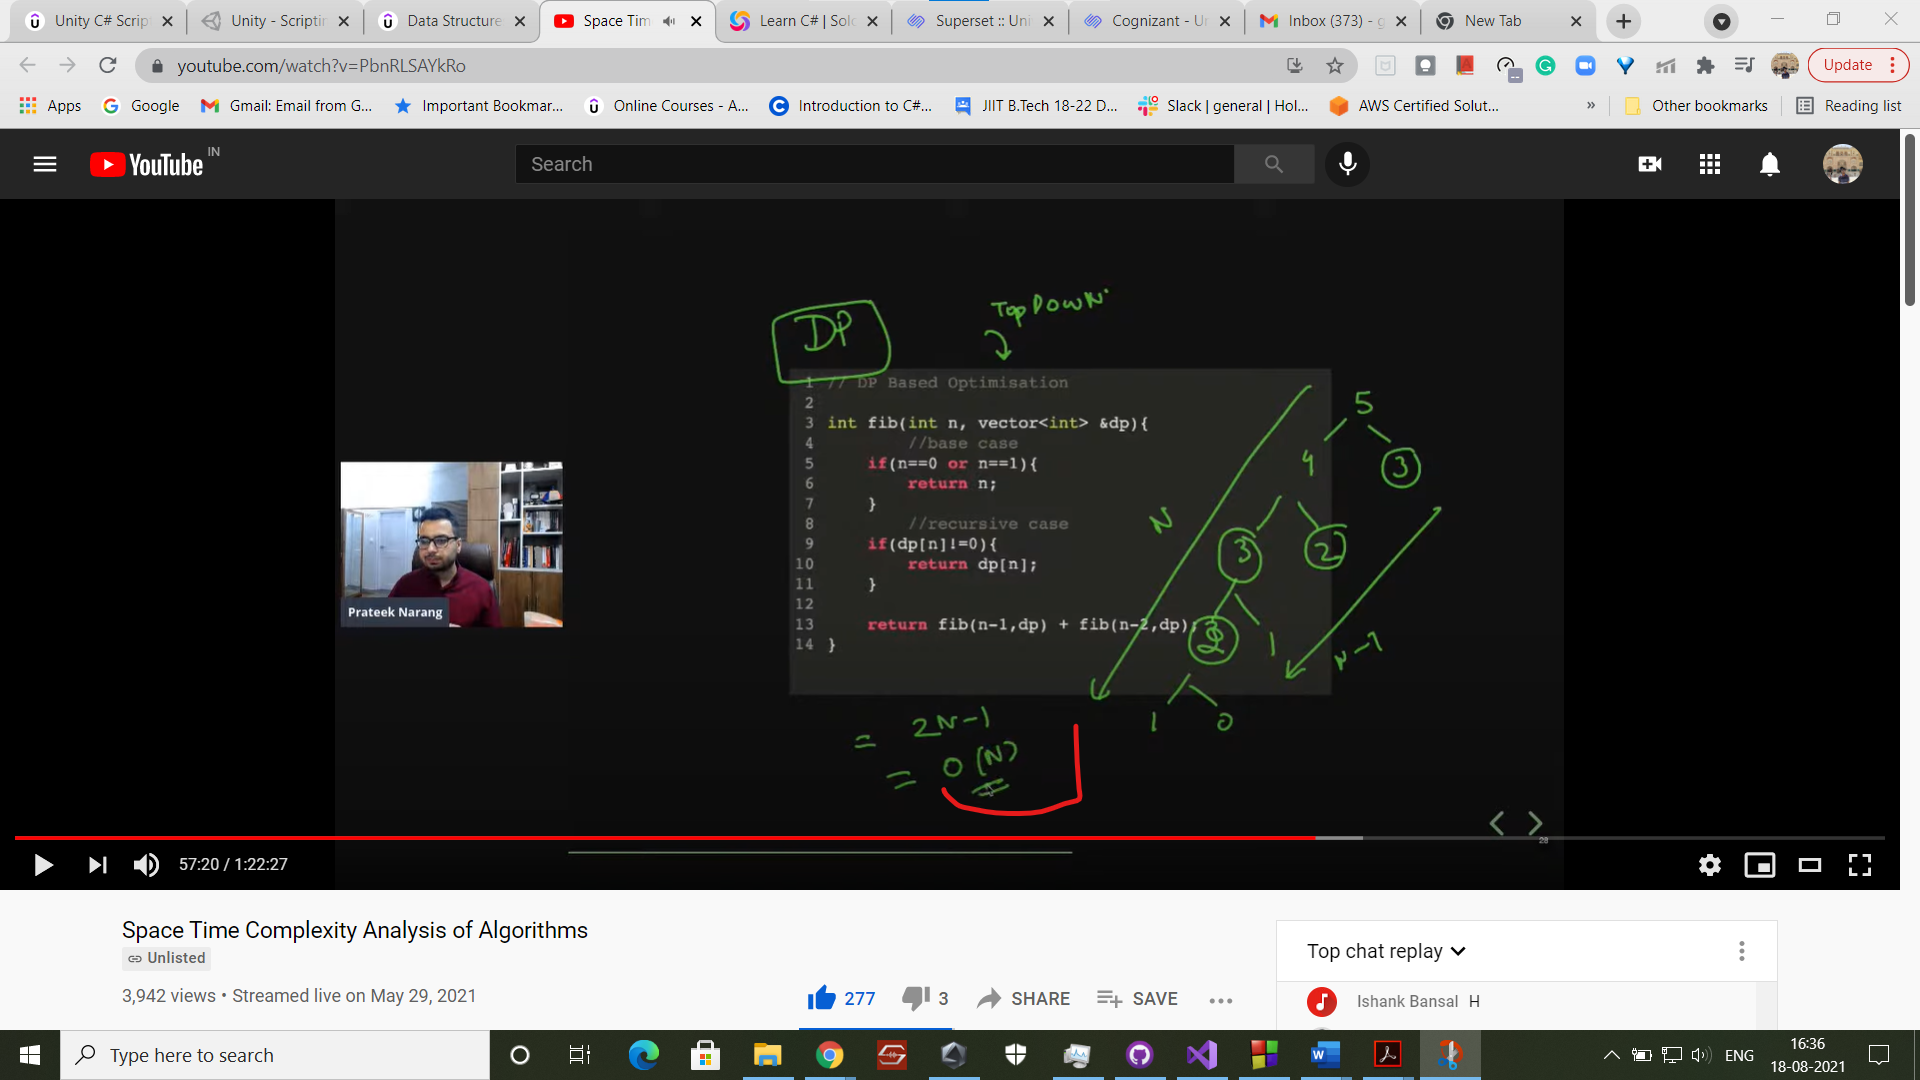 Unity C# Scrip
Unity - Scriptin
Data Structure
Space Tim
Learn C# | Solo
Superset :: Uni
Cognizant - U
Inbox (373) - g
New Tab
youtube.com/watch?v=PbnRLSAYkRo
Update
Apps
Google
Gmail: Email from G...
Important Bookmar...
Online Courses - A...
Introduction to C#...
JIIT B.Tech 18-22 D...
Slack | general | Hol...
AWS Certified Solut...
»
Other bookmarks
Reading list
YouTube IN
Search
DP
TopDown
1 // DP Based Optimisation
2
3 int fib(int n, vector<int> &dp){
4 //base case
5 if(n==0 or n==1){
6 return n;
7 }
8 //recursive case
9 if(dp[n]!=0){
10 return dp[n];
11 }
12
13 return fib(n-1,dp) + fib(n-2,dp);
14 }
5
4 3
3 2
2 1
1 0
N
N-1
= 2N-1
= O(N)
Prateek Narang
28
57:20 / 1:22:27
Space Time Complexity Analysis of Algorithms
Unlisted
3,942 views • Streamed live on May 29, 2021
277
3
SHARE
SAVE
Top chat replay
Ishank Bansal H
Type here to search
ENG
16:36
18-08-2021